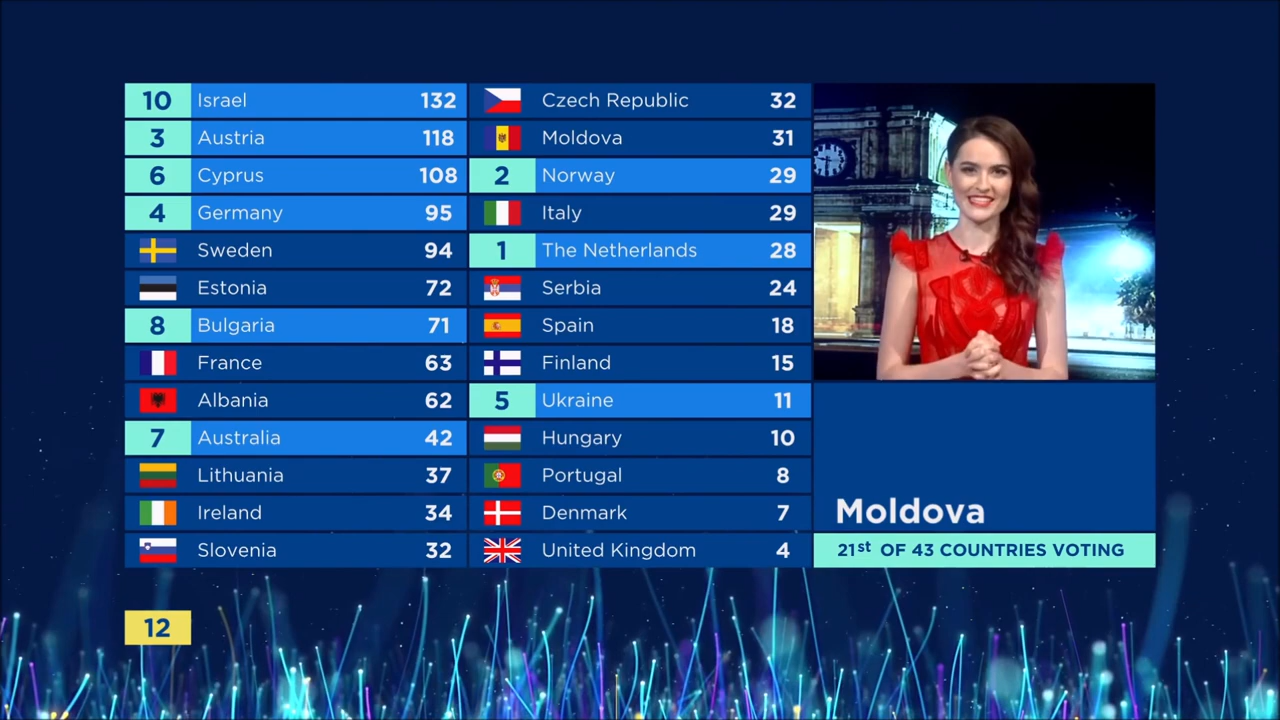 10 Israel 132
3 Austria 118
6 Cyprus 108
4 Germany 95
Sweden 94
Estonia 72
8 Bulgaria 71
France 63
Albania 62
7 Australia 42
Lithuania 37
Ireland 34
Slovenia 32
Czech Republic 32
Moldova 31
2 Norway 29
Italy 29
1 The Netherlands 28
Serbia 24
Spain 18
Finland 15
5 Ukraine 11
Hungary 10
Portugal 8
Denmark 7
United Kingdom 4
Moldova
21st OF 43 COUNTRIES VOTING
12